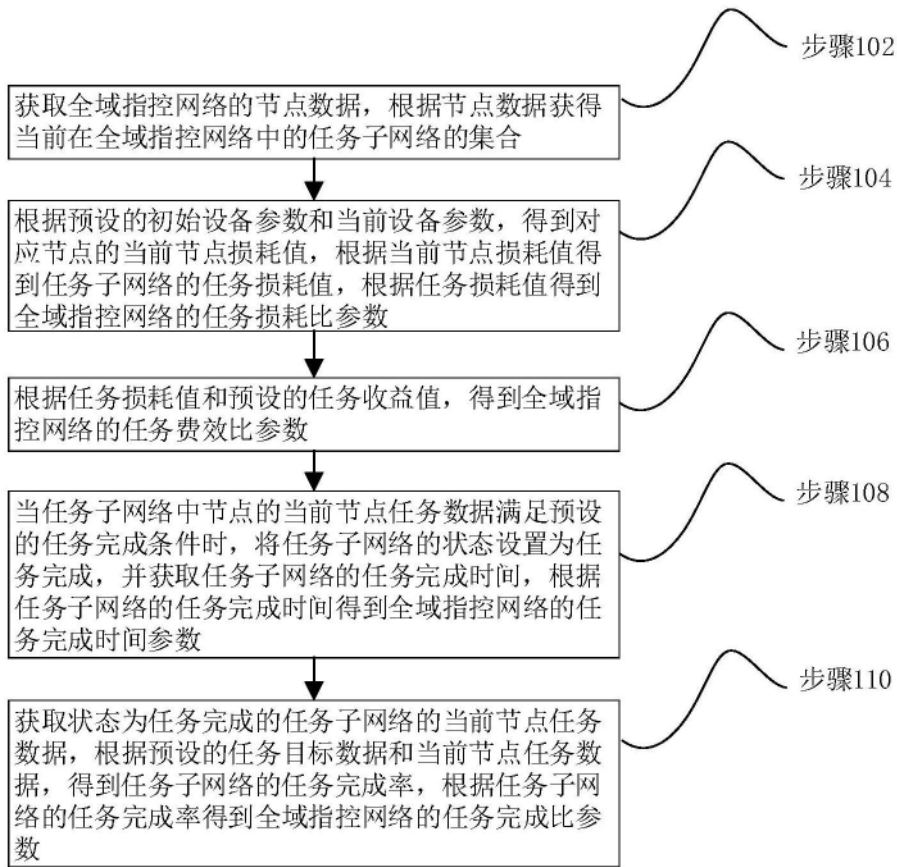 步骤102
获取全域指控网络的节点数据，根据节点数据获得
当前在全域指控网络中的任务子网络的集合
步骤104
根据预设的初始设备参数和当前设备参数，得到对
应节点的当前节点损耗值，根据当前节点损耗值得
到任务子网络的任务损耗值，根据任务损耗值得到
全域指控网络的任务损耗比参数
步骤106
根据任务损耗值和预设的任务收益值，得到全域指
控网络的任务费效比参数
步骤108
当任务子网络中节点的当前节点任务数据满足预设
的任务完成条件时，将任务子网络的状态设置为任
务完成，并获取任务子网络的任务完成时间，根据
任务子网络的任务完成时间得到全域指控网络的任
务完成时间参数
步骤110
获取状态为任务完成的任务子网络的当前节点任务
数据，根据预设的任务目标数据和当前节点任务数
据，得到任务子网络的任务完成率，根据任务子网
络的任务完成率得到全域指控网络的任务完成比参
数